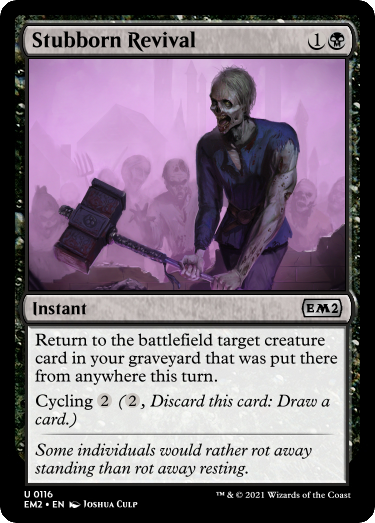 Stubborn Revival 1
Instant EM2
Return to the battlefield target creature
card in your graveyard that was put there
from anywhere this turn.
Cycling 2 (2, Discard this card: Draw a
card.)
Some individuals would rather rot away
standing than rot away resting.
U 0116
EM2 • EN Joshua Culp ™ & © 2021 Wizards of the Coast